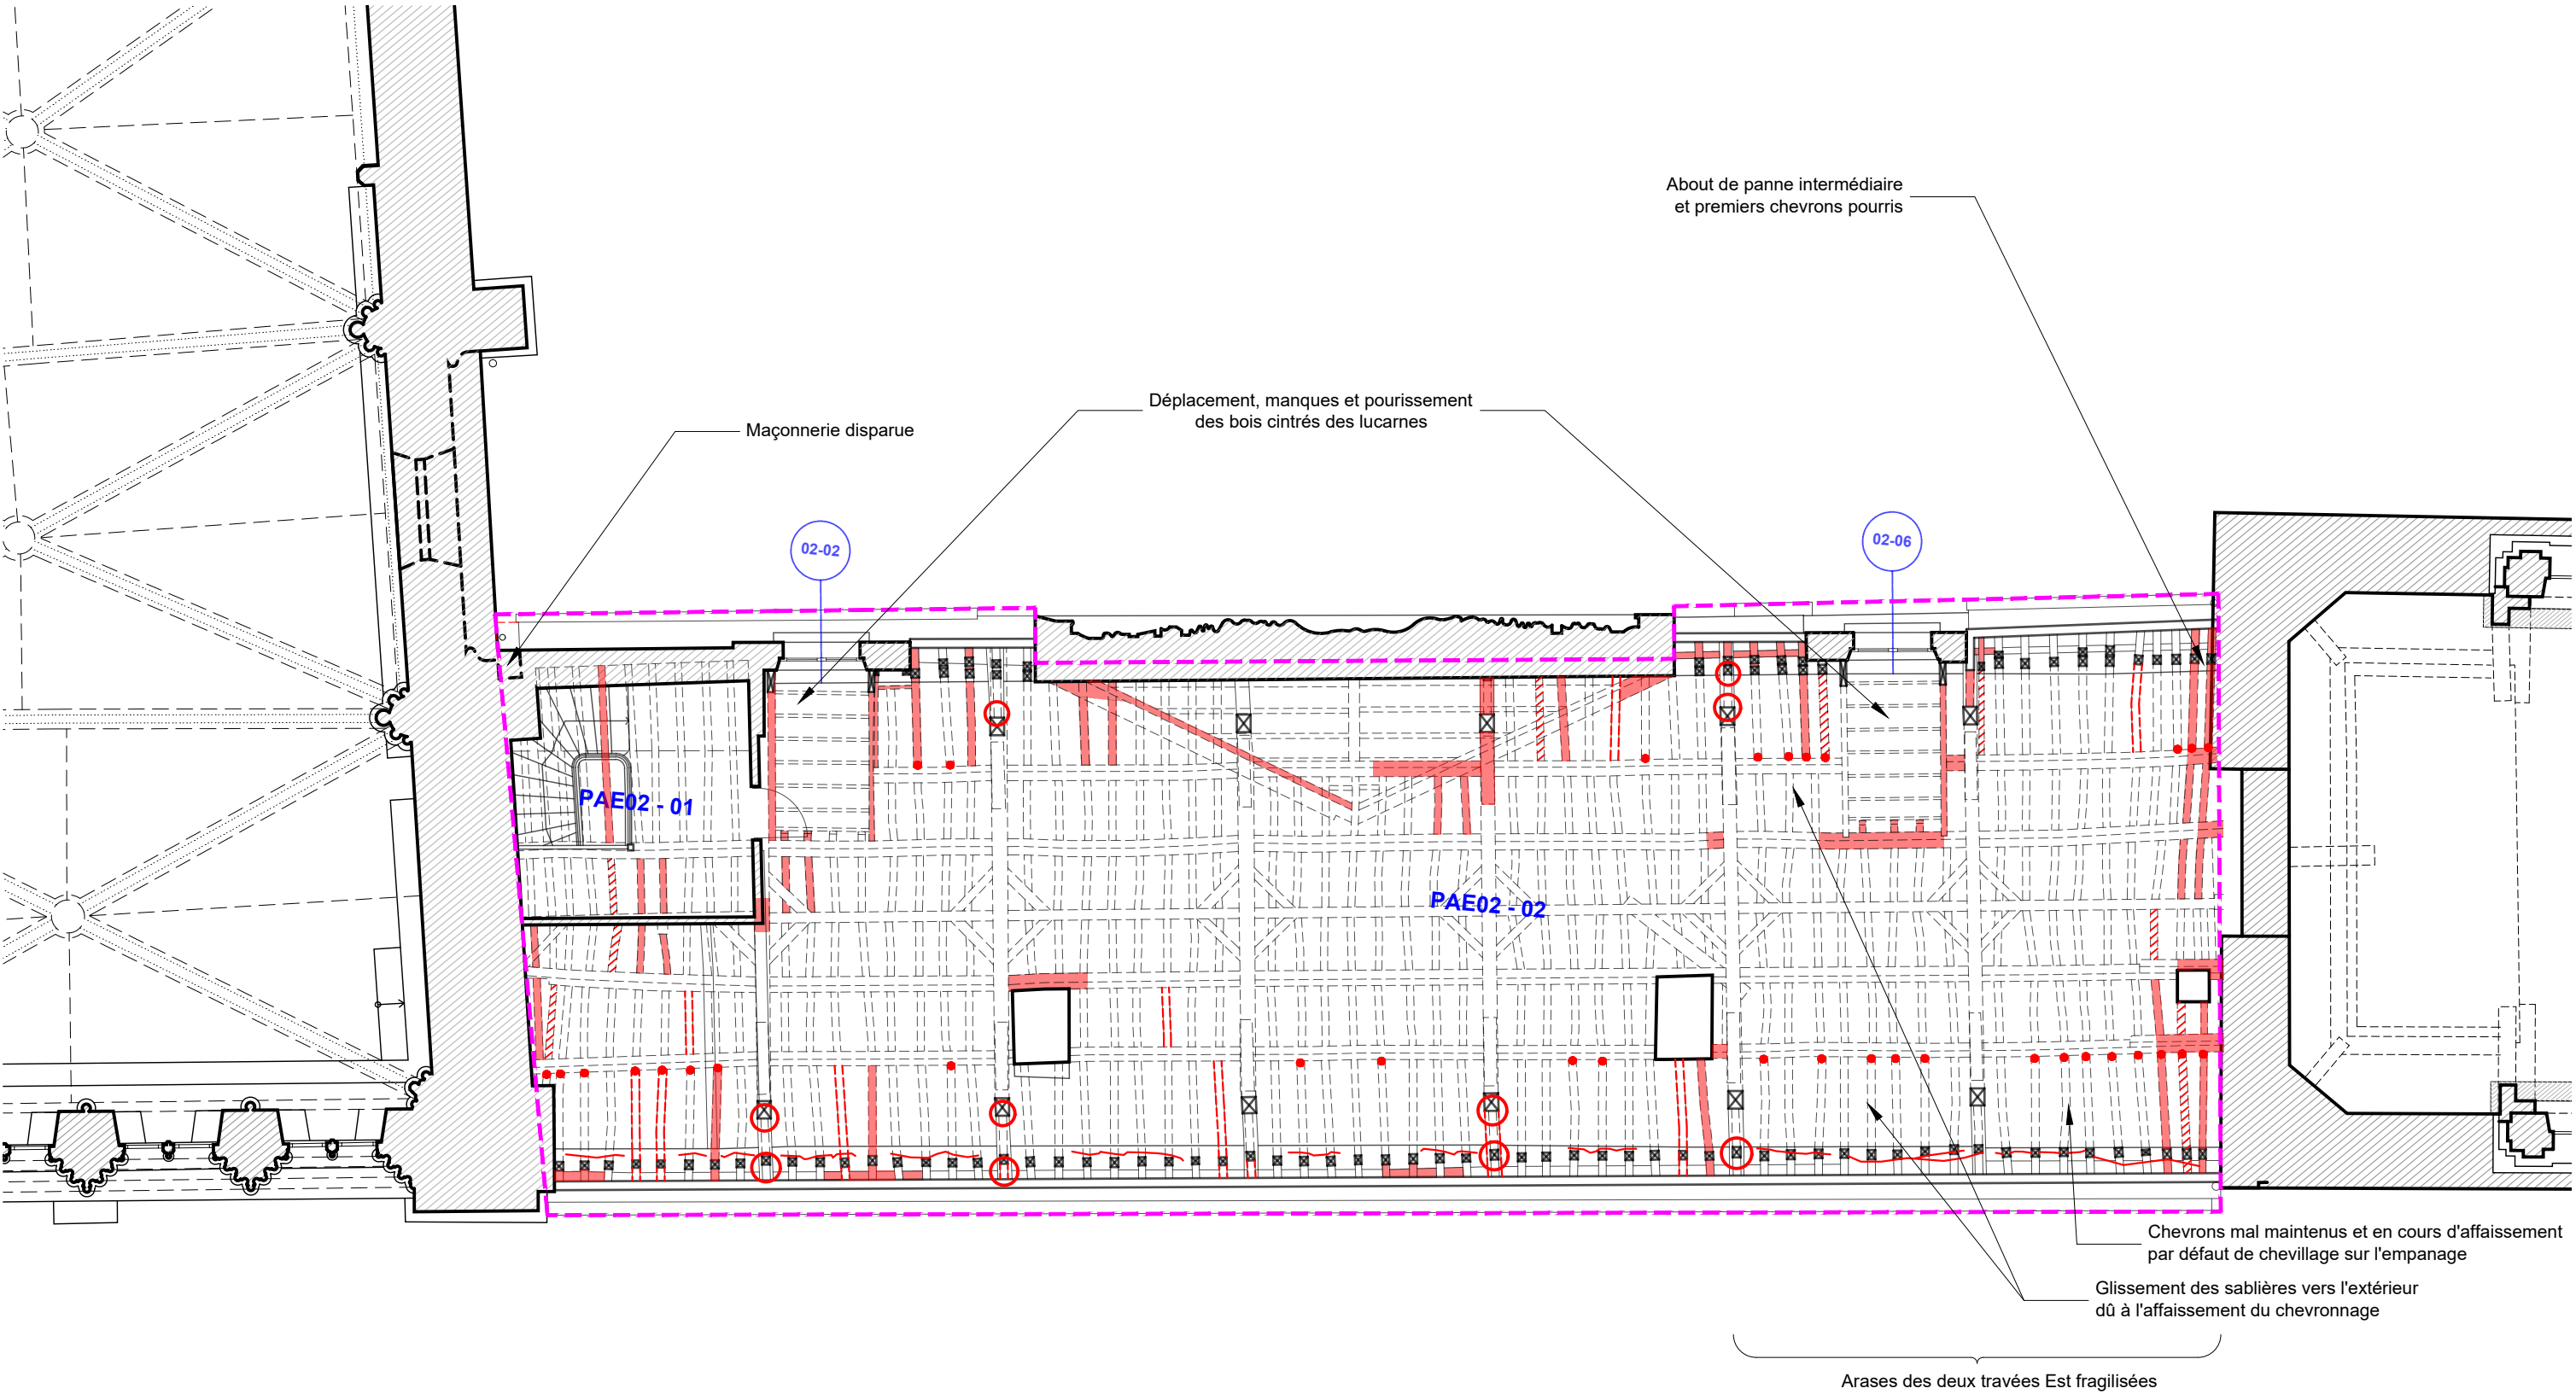 About de panne intermédiaire
et premiers chevrons pourris
Déplacement, manques et pourissement
des bois cintrés des lucarnes
Maçonnerie disparue
02-02
02-06
PAE02 - 01
PAE02 - 02
Chevrons mal maintenus et en cours d'affaissement
par défaut de chevillage sur l'empanage
Glissement des sablières vers l'extérieur
dû à l'affaissement du chevronnage
Arases des deux travées Est fragilisées